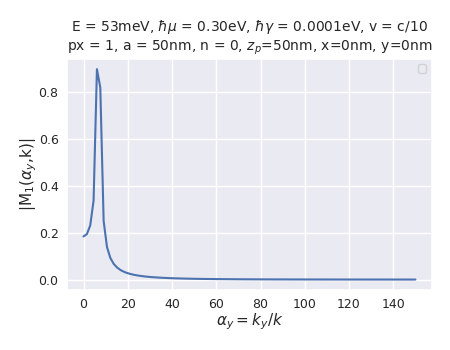 E = 53meV, ℏμ = 0.30eV, ℏγ = 0.0001eV, v = c/10
px = 1, a = 50nm, n = 0, z_p=50nm, x=0nm, y=0nm
|M₁(α_y,k)|
0.8
0.6
0.4
0.2
0.0
0 20 40 60 80 100 120 140
α_y = k_y/k